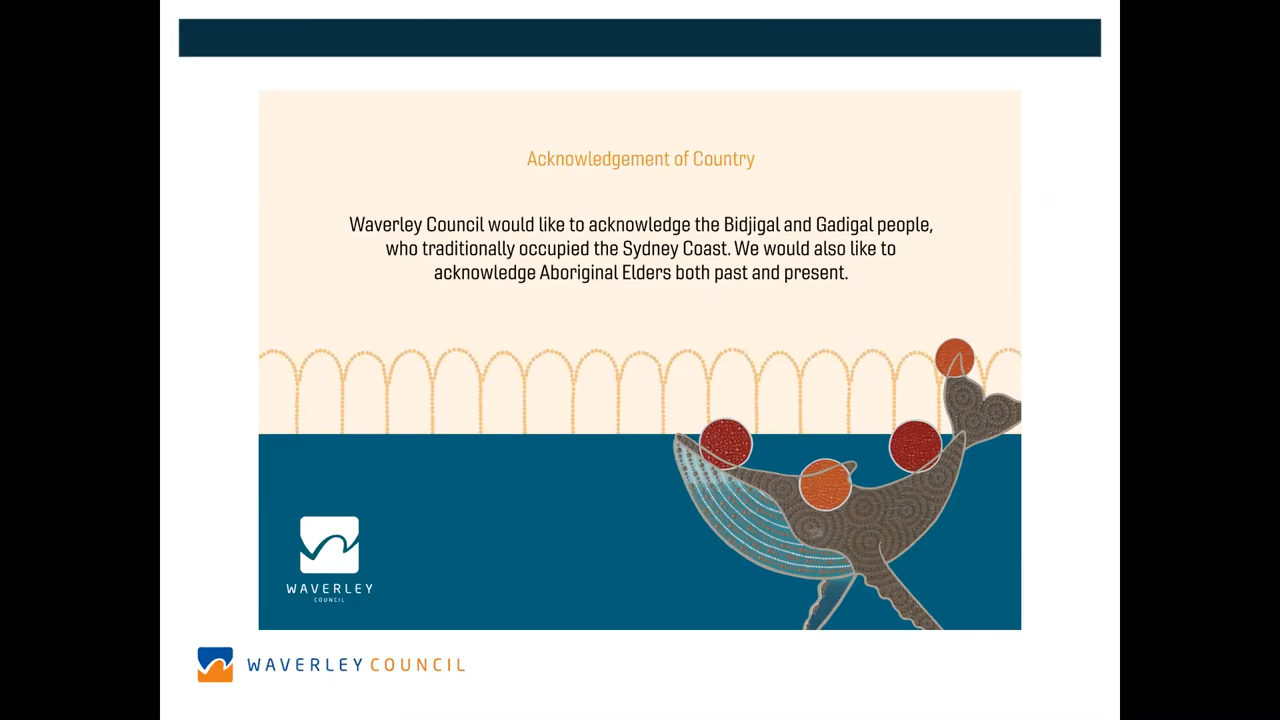 Acknowledgement of Country
Waverley Council would like to acknowledge the Bidjigal and Gadigal people,
who traditionally occupied the Sydney Coast. We would also like to
acknowledge Aboriginal Elders both past and present.
WAVERLEY
COUNCIL
WAVERLEY COUNCIL